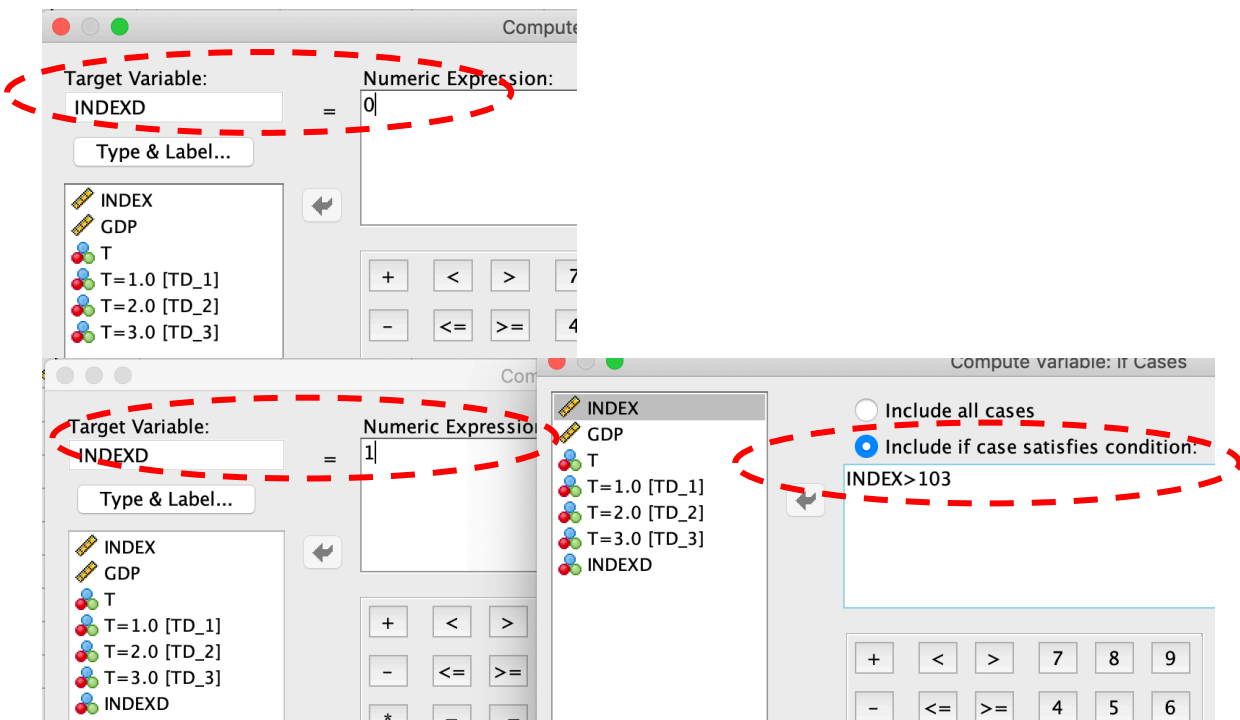 Compute
Target Variable:
Numeric Expression:
INDEXD
=
0
Type & Label...
INDEX
GDP
T
T=1.0 [TD_1]
T=2.0 [TD_2]
T=3.0 [TD_3]
+ < > 7
- <= >= 4
Com
Target Variable:
Numeric Expressio
INDEXD
=
1
Type & Label...
INDEX
GDP
T
T=1.0 [TD_1]
T=2.0 [TD_2]
T=3.0 [TD_3]
INDEXD
+ < >
- <= >=
*
Compute Variable: If Cases
INDEX
GDP
T
T=1.0 [TD_1]
T=2.0 [TD_2]
T=3.0 [TD_3]
INDEXD
Include all cases
Include if case satisfies condition:
INDEX>103
+ < > 7 8 9
- <= >= 4 5 6